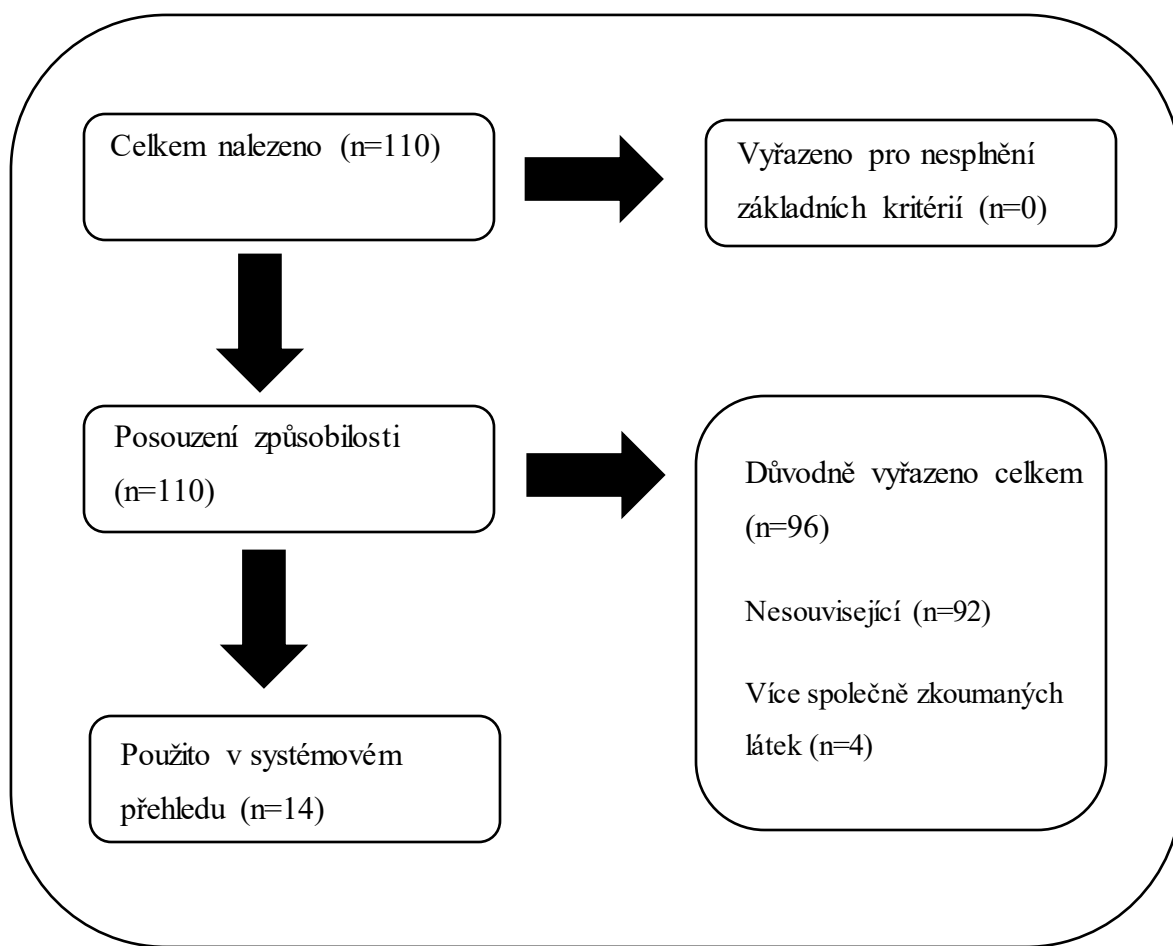 Celkem nalezeno (n=110)
Vyřazeno pro nesplnění
základních kritérií (n=0)
Posouzení způsobilosti
(n=110)
Důvodně vyřazeno celkem
(n=96)
Nesouvisející (n=92)
Více společně zkoumaných
látek (n=4)
Použito v systémovém
přehledu (n=14)